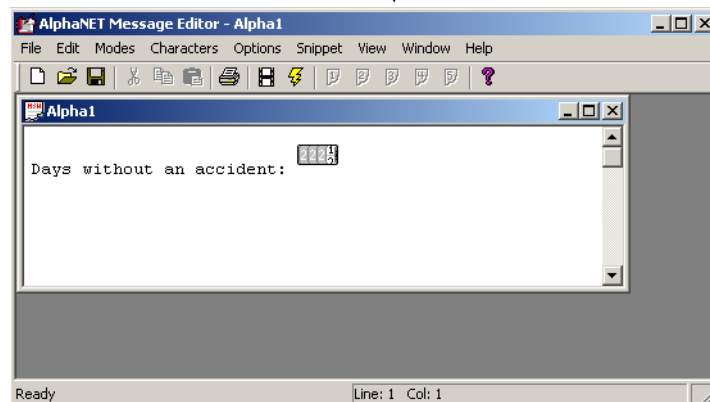 AlphaNET Message Editor - Alpha1
File Edit Modes Characters Options Snippet View Window Help
Alpha1
Days without an accident:
Ready Line: 1 Col: 1